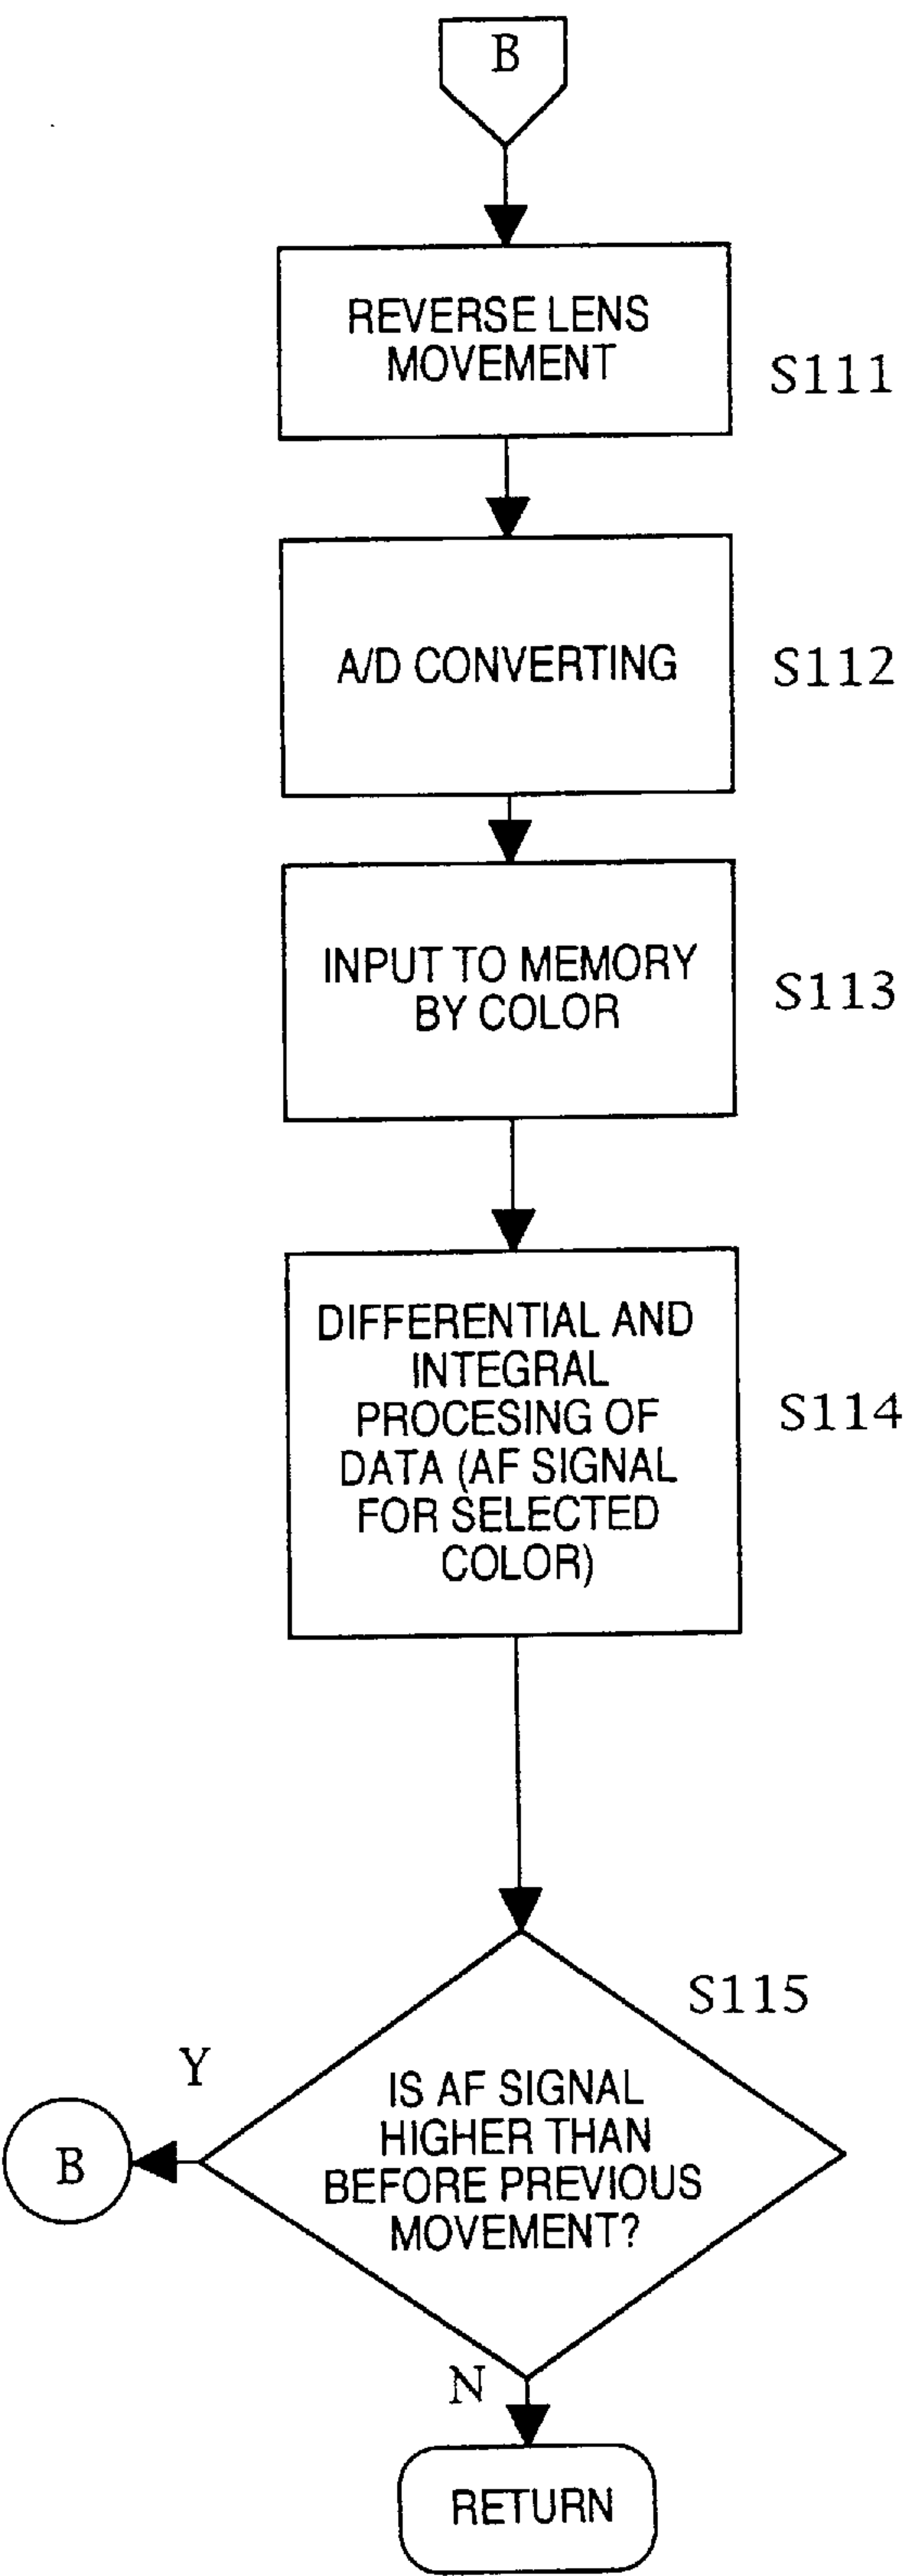 B
REVERSE LENS
MOVEMENT
S111
A/D CONVERTING
S112
INPUT TO MEMORY
BY COLOR
S113
DIFFERENTIAL AND
INTEGRAL
PROCESING OF
DATA (AF SIGNAL
FOR SELECTED
COLOR)
S114
S115
Y
IS AF SIGNAL
HIGHER THAN
BEFORE PREVIOUS
MOVEMENT?
B
N
RETURN